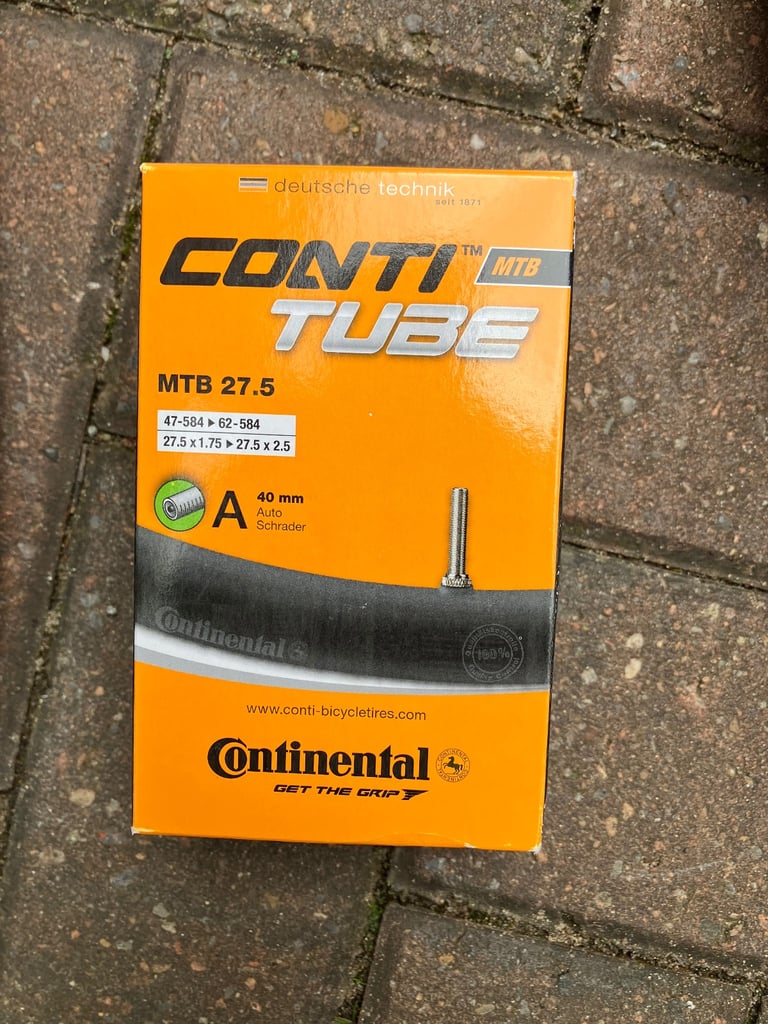 deutsche technik
seit 1871
CONTI™ MTB
TUBE
MTB 27.5
47-584 ▸ 62-584
27.5 x 1.75 ▸ 27.5 x 2.5
A
40 mm
Auto
Schrader
Continental
100%
www.conti-bicycletires.com
Continental
GET THE GRIP